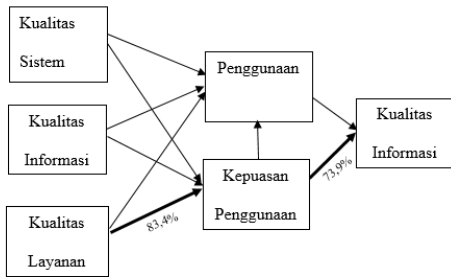 Kualitas
Sistem
Kualitas
Informasi
Kualitas
Layanan
Penggunaan
Kepuasan
Penggunaan
Kualitas
Informasi
83,4%
73,9%